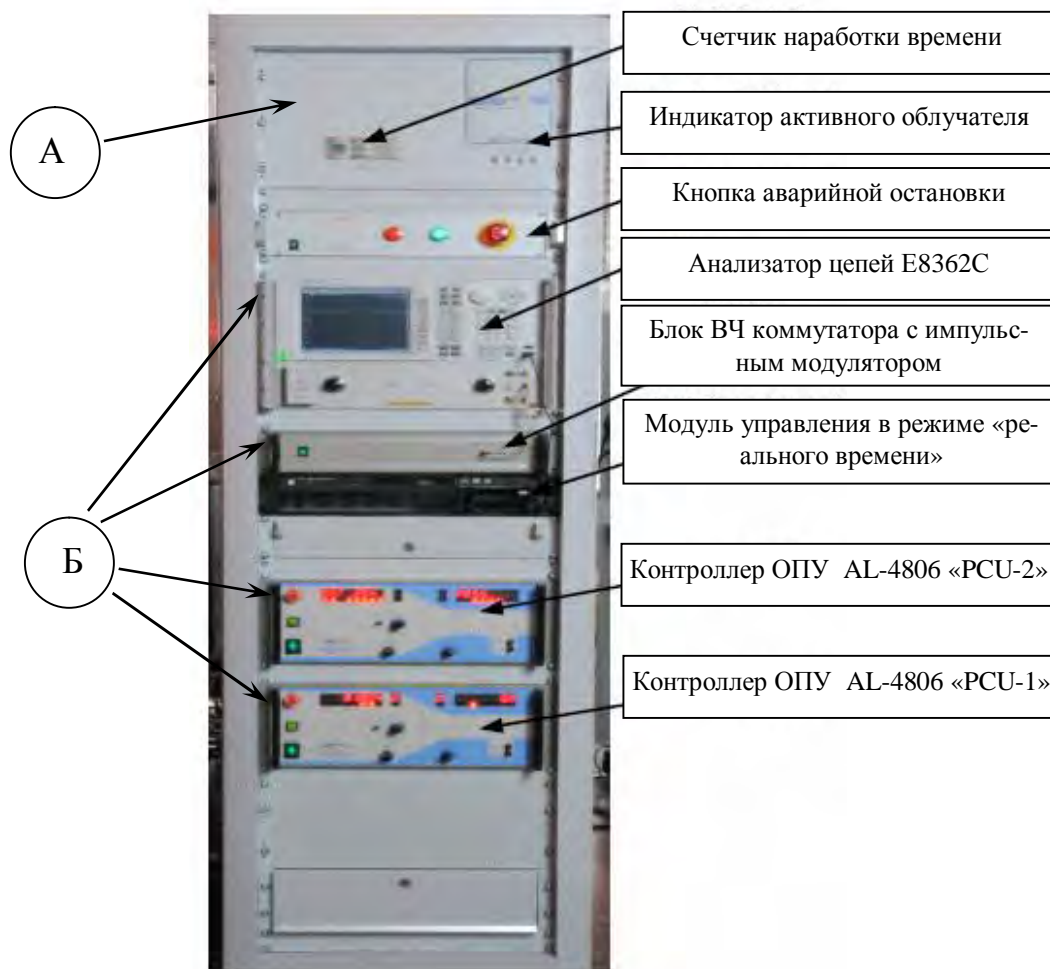 Счетчик наработки времени
А
Индикатор активного облучателя
Кнопка аварийной остановки
Анализатор цепей E8362C
Блок ВЧ коммутатора с импульс-
ным модулятором
Модуль управления в режиме «ре-
ального времени»
Б
Контроллер ОПУ AL-4806 «PCU-2»
Контроллер ОПУ AL-4806 «PCU-1»